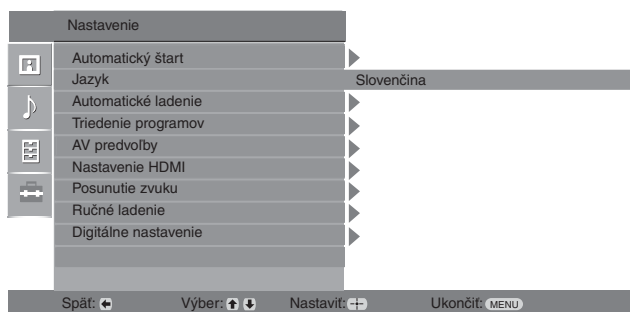 Nastavenie
Automatický štart
Jazyk Slovenčina
Automatické ladenie
Triedenie programov
AV predvoľby
Nastavenie HDMI
Posunutie zvuku
Ručné ladenie
Digitálne nastavenie
Späť: Výber: Nastaviť: Ukončiť: MENU